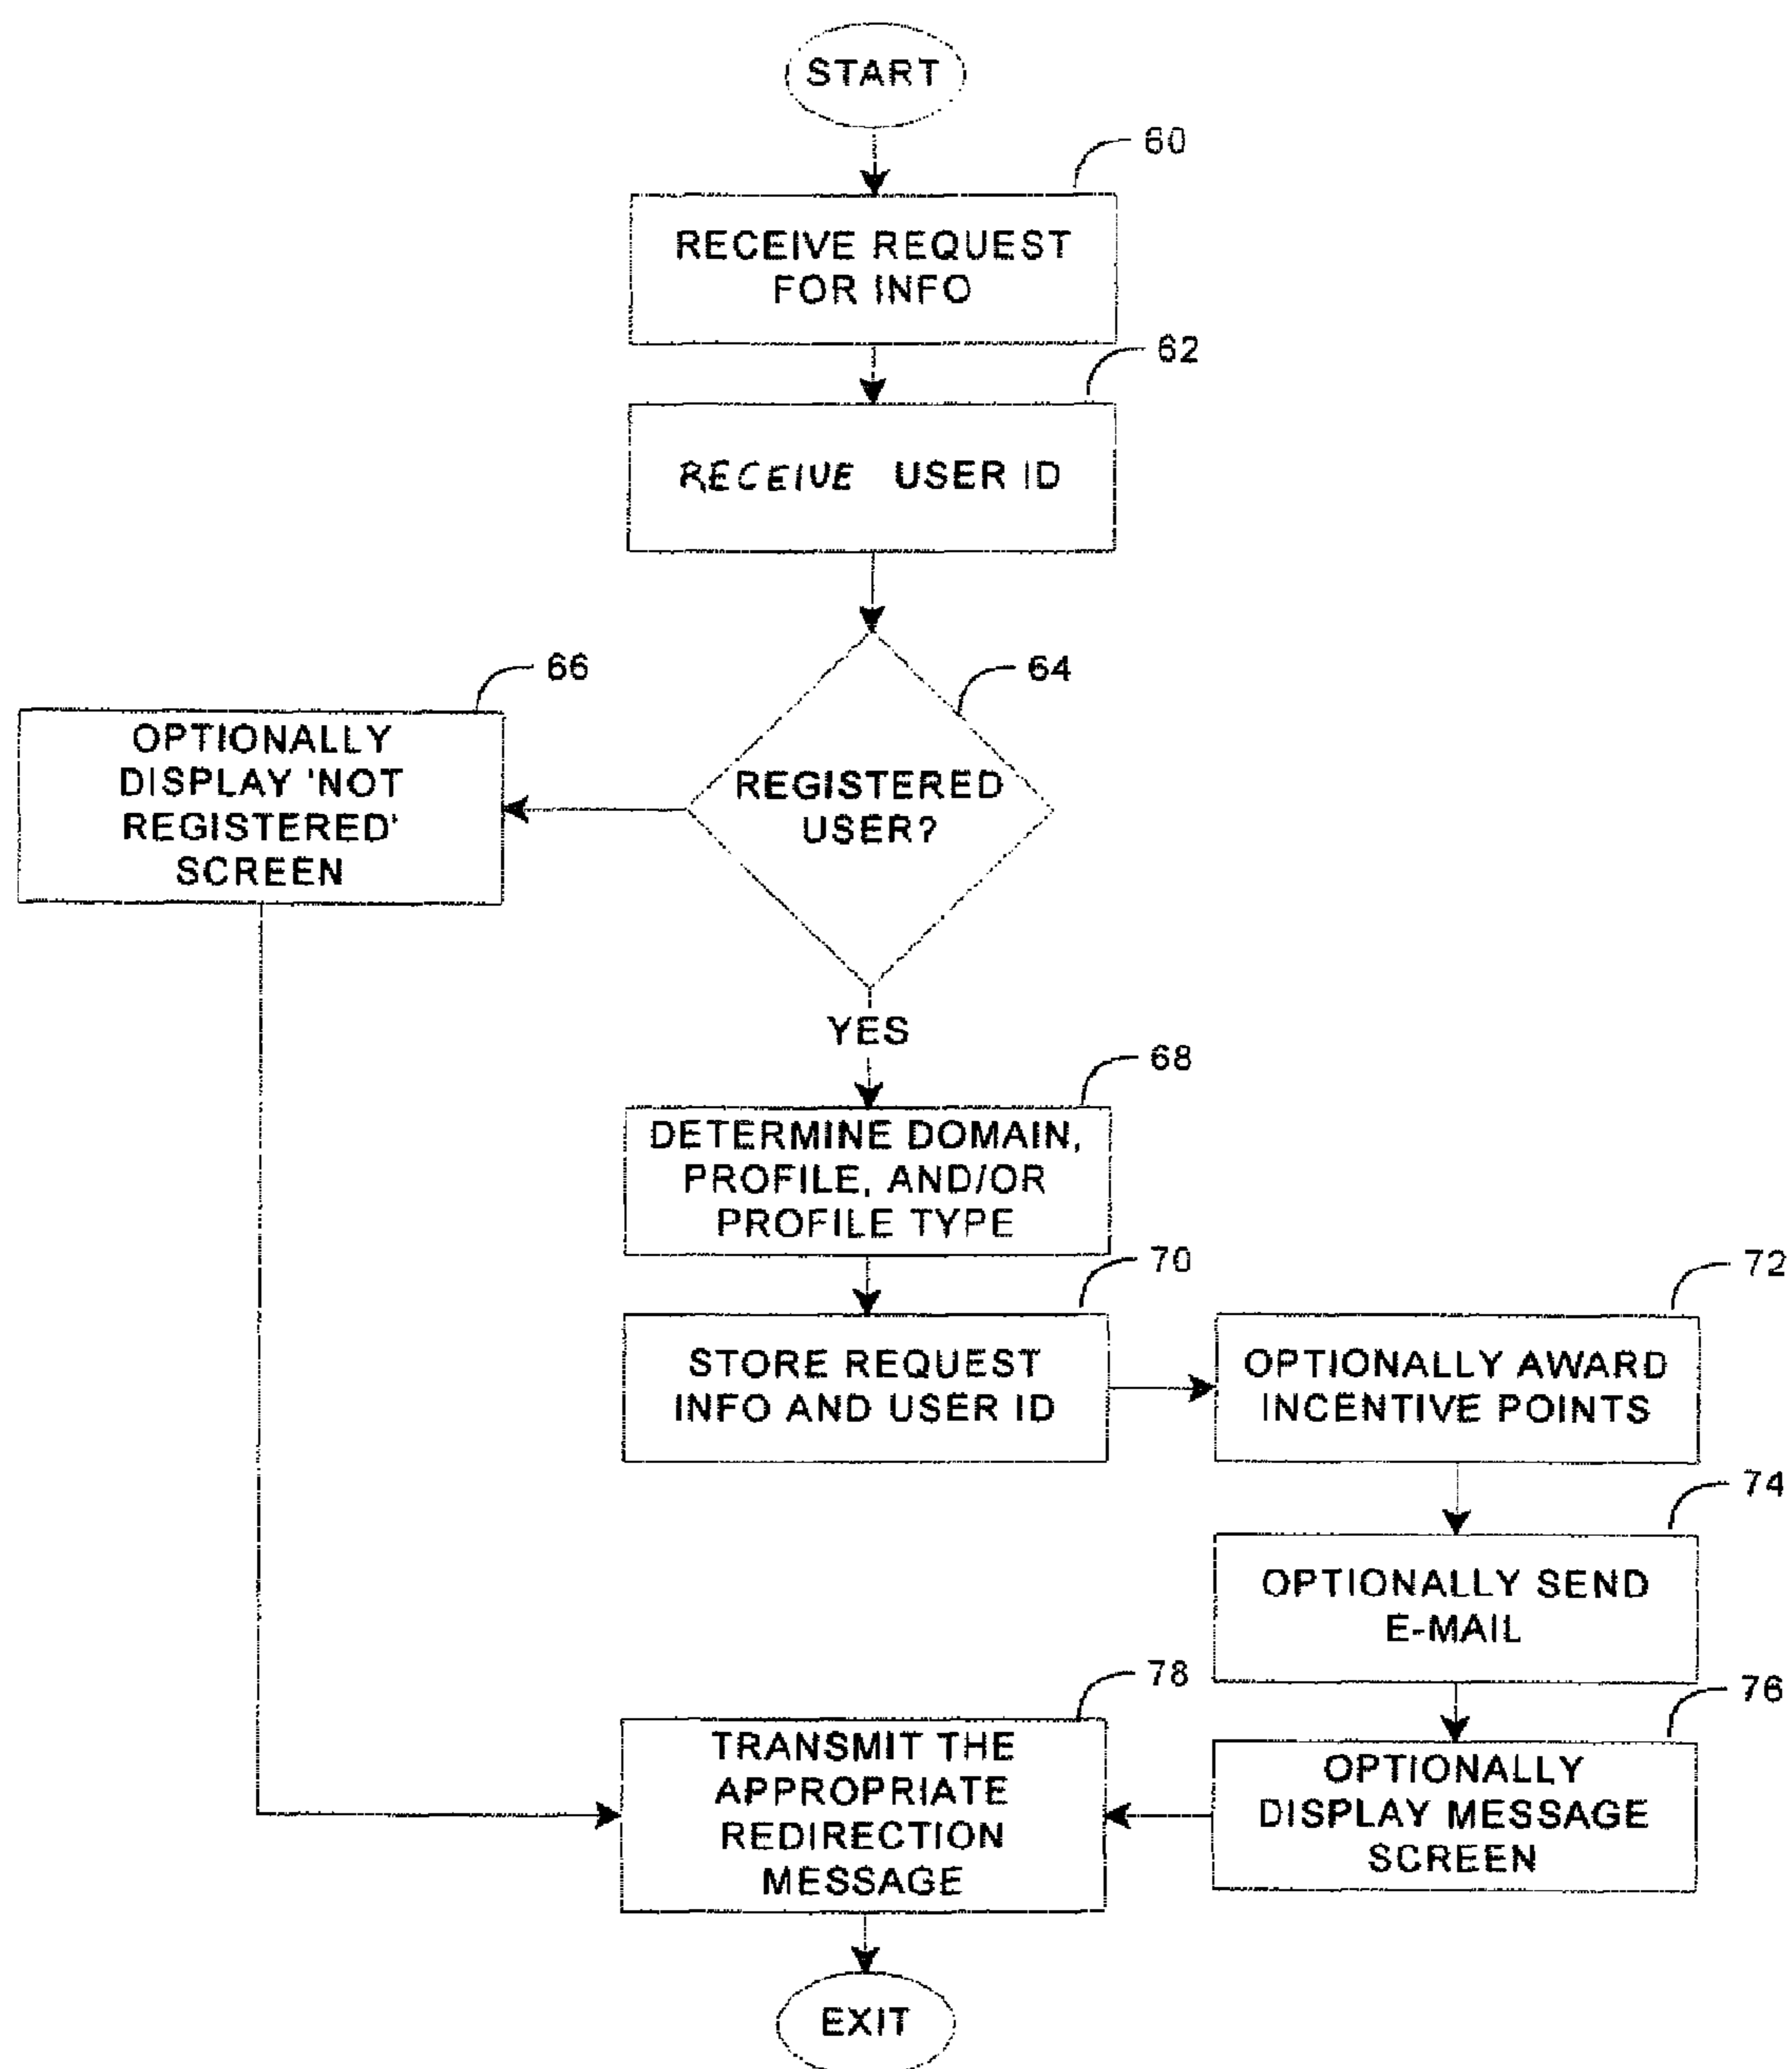 START
60
RECEIVE REQUEST
FOR INFO
62
RECEIVE USER ID
64
REGISTERED
USER?
66
OPTIONALLY
DISPLAY 'NOT
REGISTERED'
SCREEN
YES
68
DETERMINE DOMAIN,
PROFILE, AND/OR
PROFILE TYPE
70
STORE REQUEST
INFO AND USER ID
72
OPTIONALLY AWARD
INCENTIVE POINTS
74
OPTIONALLY SEND
E-MAIL
76
OPTIONALLY
DISPLAY MESSAGE
SCREEN
78
TRANSMIT THE
APPROPRIATE
REDIRECTION
MESSAGE
EXIT